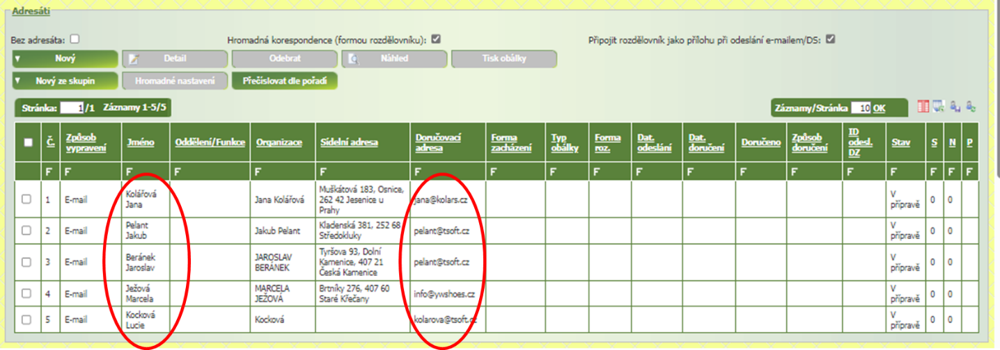 Adresáti
Bez adresáta: Hromadná korespondence (formou rozdělovníku): Připojit rozdělovník jako přílohu při odeslání e-mailem/DS:
Nový Detail Odebrat Náhled Tisk obálky
Nový ze skupin Hromadné nastavení Přečíslovat dle pořadí
Stránka: 1/1 Záznamy 1-5/5 Záznamy/Stránka 10 OK
Č. Způsob vypravení Jméno Oddělení/Funkce Organizace Sídelní adresa Doručovací adresa Forma zacházení Typ obálky Forma roz. Dat. odeslání Dat. doručení Doručeno Způsob doručení ID odesl. DZ Stav S N P
F F F F F F F F F F F F F F F F F F F
1 E-mail Kolářová Jana Jana Kolářová Muškátová 183, Osnice, 262 42 Jesenice u Prahy jana@kolars.cz V přípravě 0 0
2 E-mail Pelant Jakub Jakub Pelant Kladenská 381, 252 68 Středokluky pelant@tsoft.cz V přípravě 0 0
3 E-mail Beránek Jaroslav JAROSLAV BERÁNEK Tyršova 93, Dolní Kamenice, 407 21 Česká Kamenice pelant@tsoft.cz V přípravě 0 0
4 E-mail Ježová Marcela MARCELA JEŽOVÁ Brtníky 276, 407 60 Staré Křečany info@ywshoes.cz V přípravě 0 0
5 E-mail Kocková Lucie Kocková kolarova@tsoft.cz V přípravě 0 0